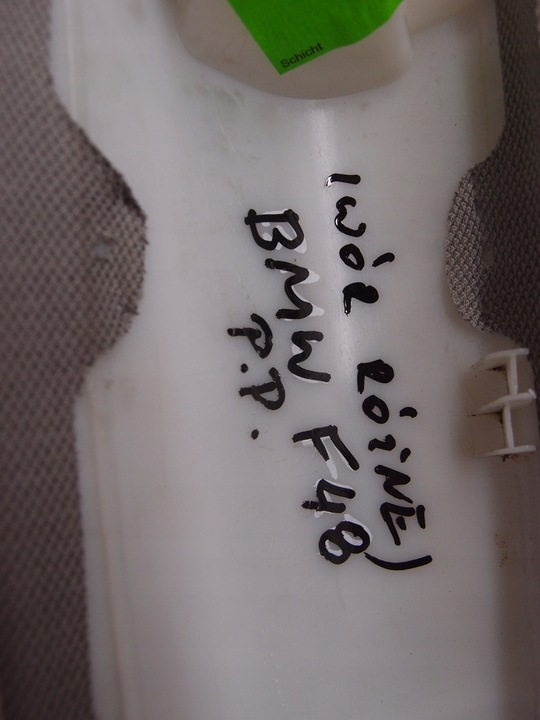 Schicht
(WÓR RÓŻNE)
BMW F48
P.P.